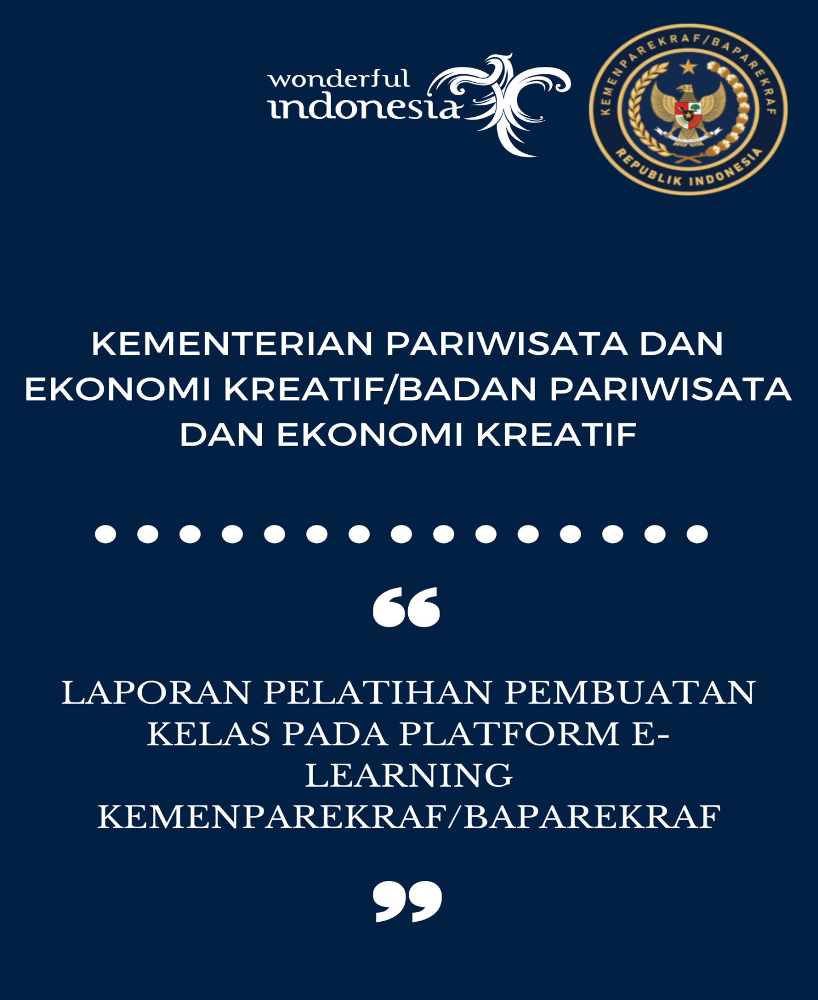 wonderful
indonesia
KEMENPAREKRAF/BAPAREKRAF
REPUBLIK INDONESIA
KEMENTERIAN PARIWISATA DAN
EKONOMI KREATIF/BADAN PARIWISATA
DAN EKONOMI KREATIF
“
LAPORAN PELATIHAN PEMBUATAN
KELAS PADA PLATFORM E-
LEARNING
KEMENPAREKRAF/BAPAREKRAF
”